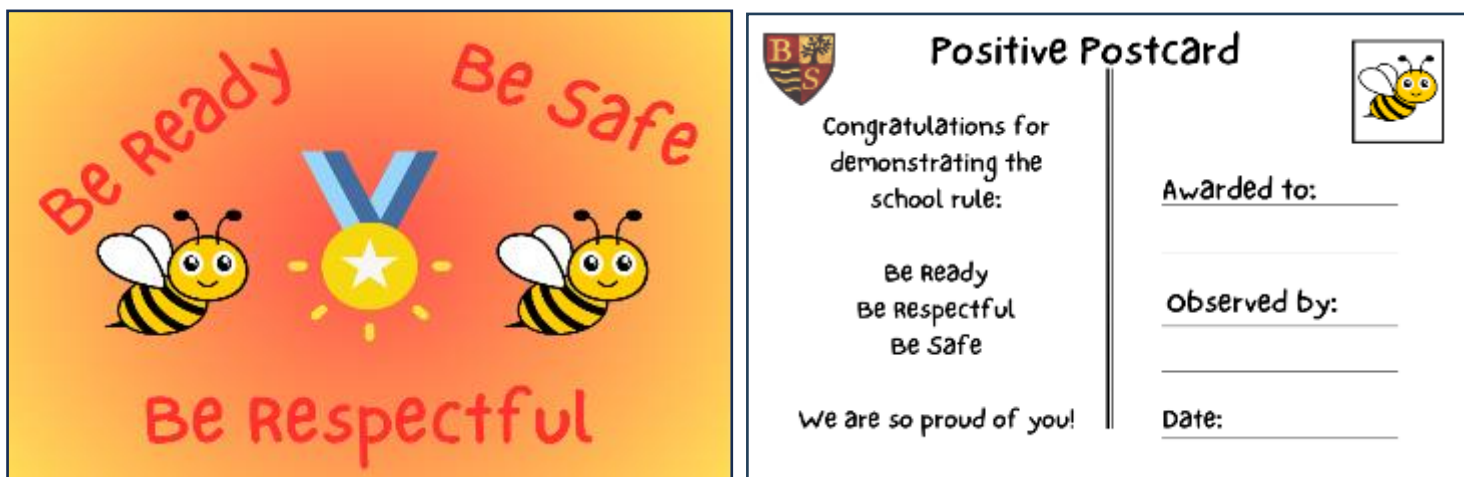 Be Ready
Be Safe
Be Respectful
Positive Postcard
B
S
Congratulations for
demonstrating the
school rule:
Be Ready
Be Respectful
Be Safe
We are so proud of you!
Awarded to:
Observed by:
Date: